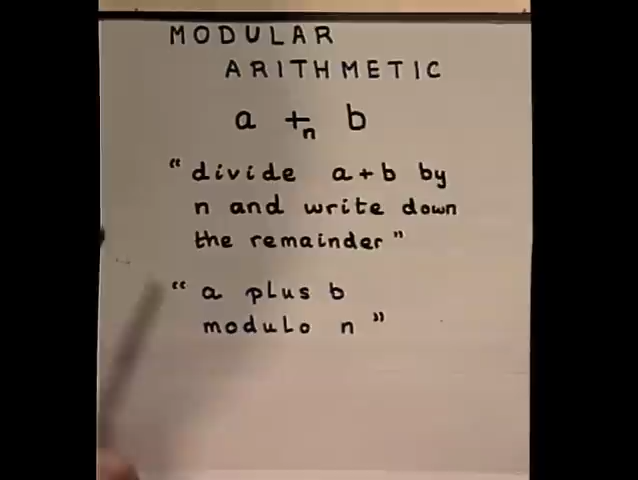 MODULAR
ARITHMETIC
a +ₙ b
“divide a+b by
n and write down
the remainder”
“a plus b
modulo n”